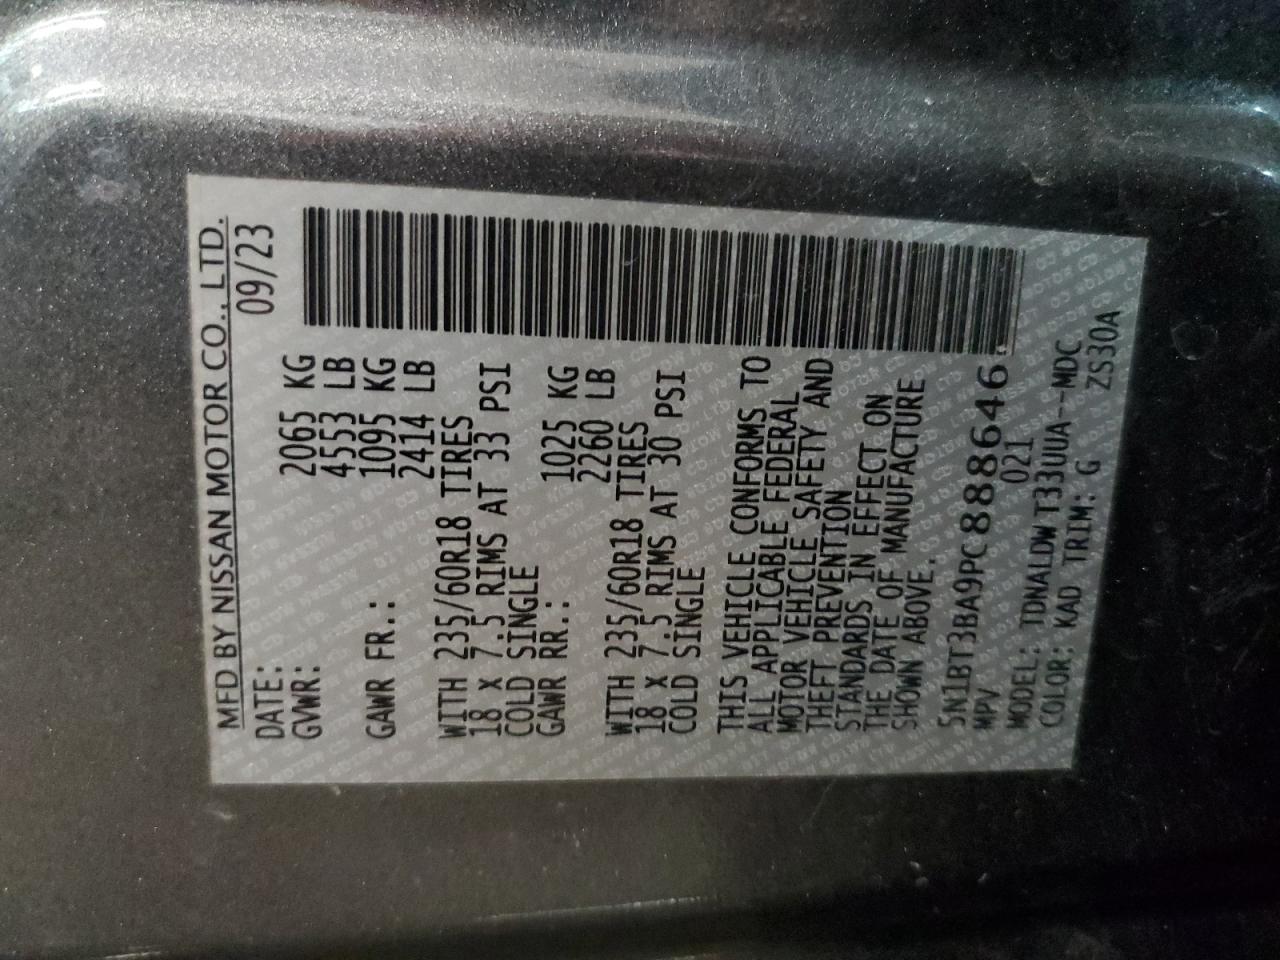 MFD BY NISSAN MOTOR CO., LTD.
DATE: 09/23
GVWR: 2065 KG
4553 LB
GAWR FR.: 1095 KG
2414 LB
WITH 235/60R18 TIRES
18 X 7.5 RIMS AT 33 PSI
COLD SINGLE
GAWR RR.: 1025 KG
2260 LB
WITH 235/60R18 TIRES
18 X 7.5 RIMS AT 30 PSI
COLD SINGLE
THIS VEHICLE CONFORMS TO
ALL APPLICABLE FEDERAL
MOTOR VEHICLE SAFETY AND
THEFT PREVENTION
STANDARDS IN EFFECT ON
THE DATE OF MANUFACTURE
SHOWN ABOVE.
5N1BT3BA9PC888646
MPV 021
MODEL: TDNALDW T33UUA--MDC
COLOR: KAD TRIM: G ZS30A